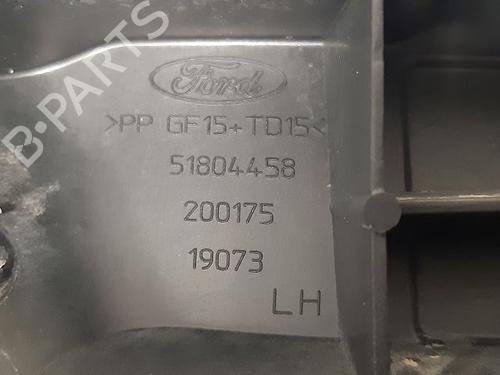 B-PARTS
Ford
>PP GF15+TD15<
51804458
200175
19073
LH